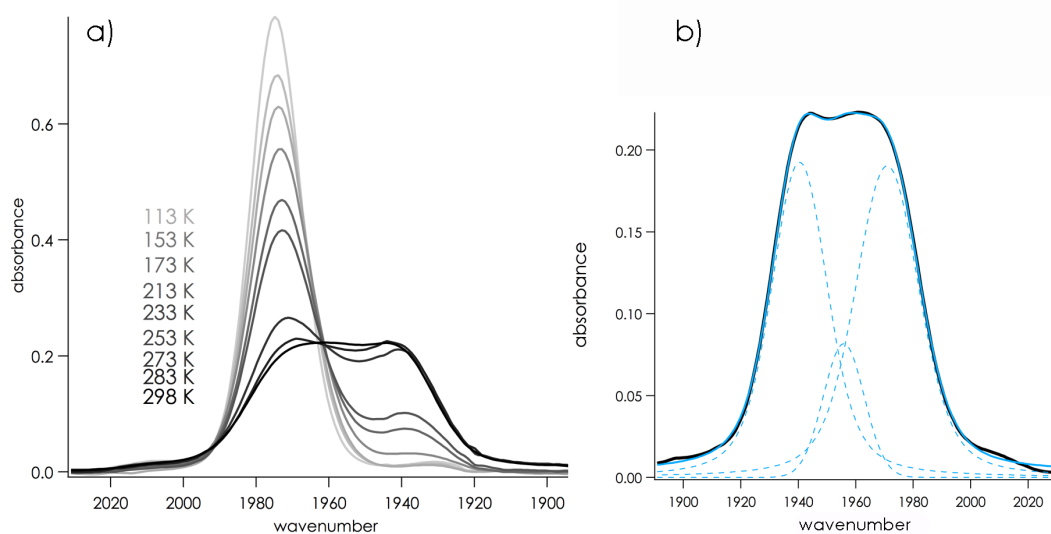 a)
0.6
0.4
0.2
0.0
absorbance
113 K
153 K
173 K
213 K
233 K
253 K
273 K
283 K
298 K
2020 2000 1980 1960 1940 1920 1900
wavenumber
b)
0.20
0.15
0.10
0.05
0.00
absorbance
1900 1920 1940 1960 1980 2000 2020
wavenumber